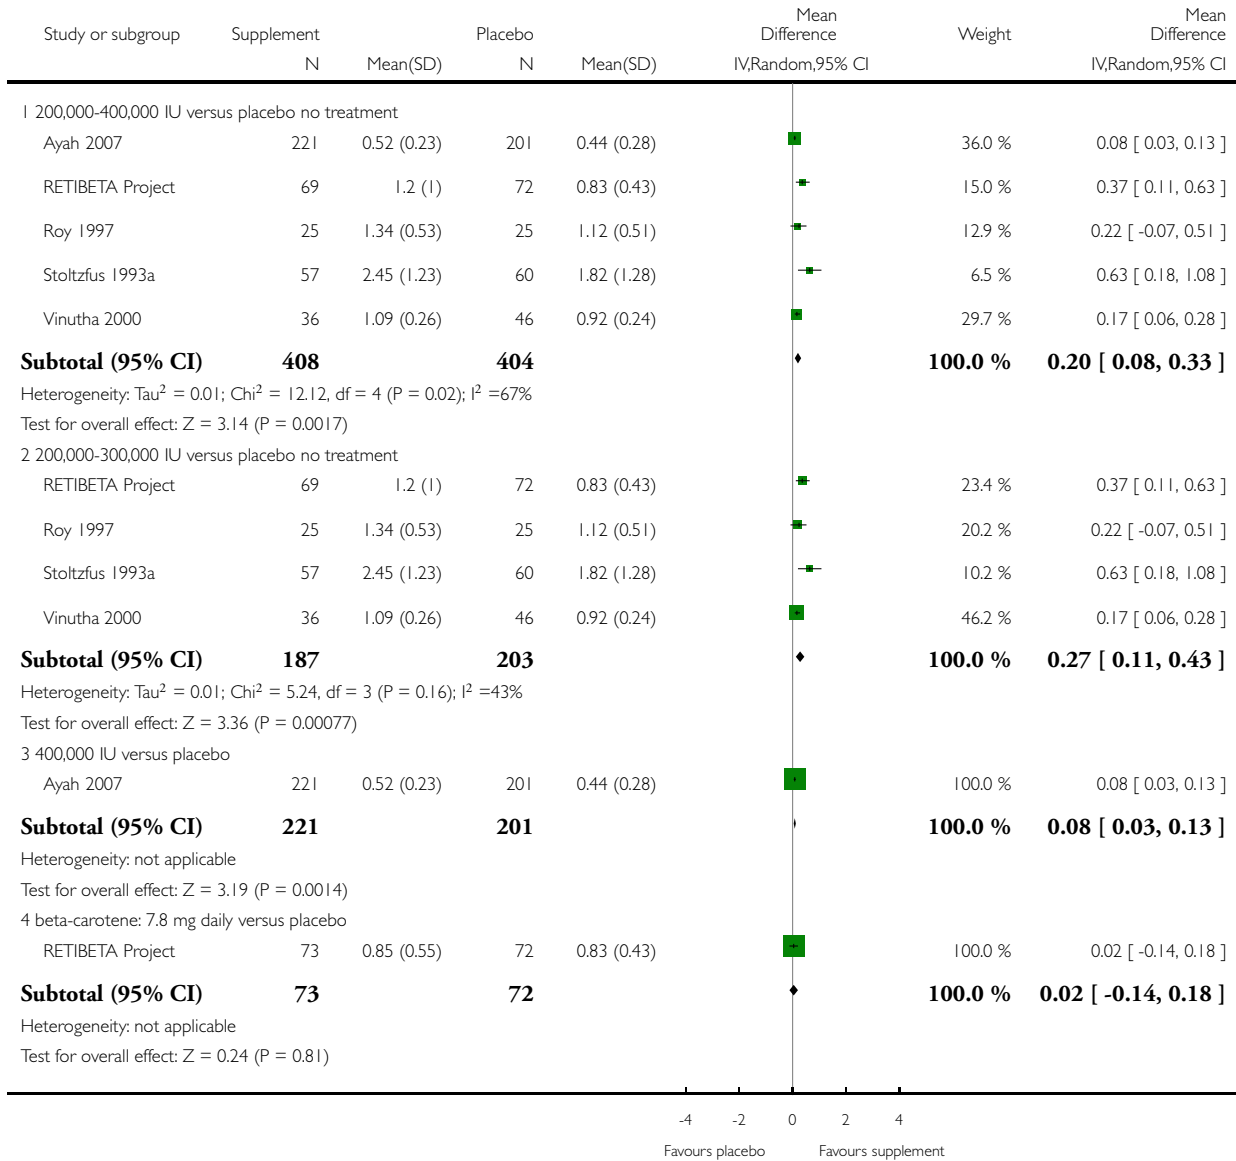 Mean Mean
Study or subgroup Supplement Placebo Difference Weight Difference
N Mean(SD) N Mean(SD) IV,Random,95% CI IV,Random,95% CI
1 200,000-400,000 IU versus placebo no treatment
Ayah 2007 221 0.52 (0.23) 201 0.44 (0.28) 36.0 % 0.08 [ 0.03, 0.13 ]
RETIBETA Project 69 1.2 (1) 72 0.83 (0.43) 15.0 % 0.37 [ 0.11, 0.63 ]
Roy 1997 25 1.34 (0.53) 25 1.12 (0.51) 12.9 % 0.22 [ -0.07, 0.51 ]
Stoltzfus 1993a 57 2.45 (1.23) 60 1.82 (1.28) 6.5 % 0.63 [ 0.18, 1.08 ]
Vinutha 2000 36 1.09 (0.26) 46 0.92 (0.24) 29.7 % 0.17 [ 0.06, 0.28 ]
Subtotal (95% CI) 408 404 100.0 % 0.20 [ 0.08, 0.33 ]
Heterogeneity: Tau² = 0.01; Chi² = 12.12, df = 4 (P = 0.02); I² =67%
Test for overall effect: Z = 3.14 (P = 0.0017)
2 200,000-300,000 IU versus placebo no treatment
RETIBETA Project 69 1.2 (1) 72 0.83 (0.43) 23.4 % 0.37 [ 0.11, 0.63 ]
Roy 1997 25 1.34 (0.53) 25 1.12 (0.51) 20.2 % 0.22 [ -0.07, 0.51 ]
Stoltzfus 1993a 57 2.45 (1.23) 60 1.82 (1.28) 10.2 % 0.63 [ 0.18, 1.08 ]
Vinutha 2000 36 1.09 (0.26) 46 0.92 (0.24) 46.2 % 0.17 [ 0.06, 0.28 ]
Subtotal (95% CI) 187 203 100.0 % 0.27 [ 0.11, 0.43 ]
Heterogeneity: Tau² = 0.01; Chi² = 5.24, df = 3 (P = 0.16); I² =43%
Test for overall effect: Z = 3.36 (P = 0.00077)
3 400,000 IU versus placebo
Ayah 2007 221 0.52 (0.23) 201 0.44 (0.28) 100.0 % 0.08 [ 0.03, 0.13 ]
Subtotal (95% CI) 221 201 100.0 % 0.08 [ 0.03, 0.13 ]
Heterogeneity: not applicable
Test for overall effect: Z = 3.19 (P = 0.0014)
4 beta-carotene: 7.8 mg daily versus placebo
RETIBETA Project 73 0.85 (0.55) 72 0.83 (0.43) 100.0 % 0.02 [ -0.14, 0.18 ]
Subtotal (95% CI) 73 72 100.0 % 0.02 [ -0.14, 0.18 ]
Heterogeneity: not applicable
Test for overall effect: Z = 0.24 (P = 0.81)
-4 -2 0 2 4
Favours placebo Favours supplement